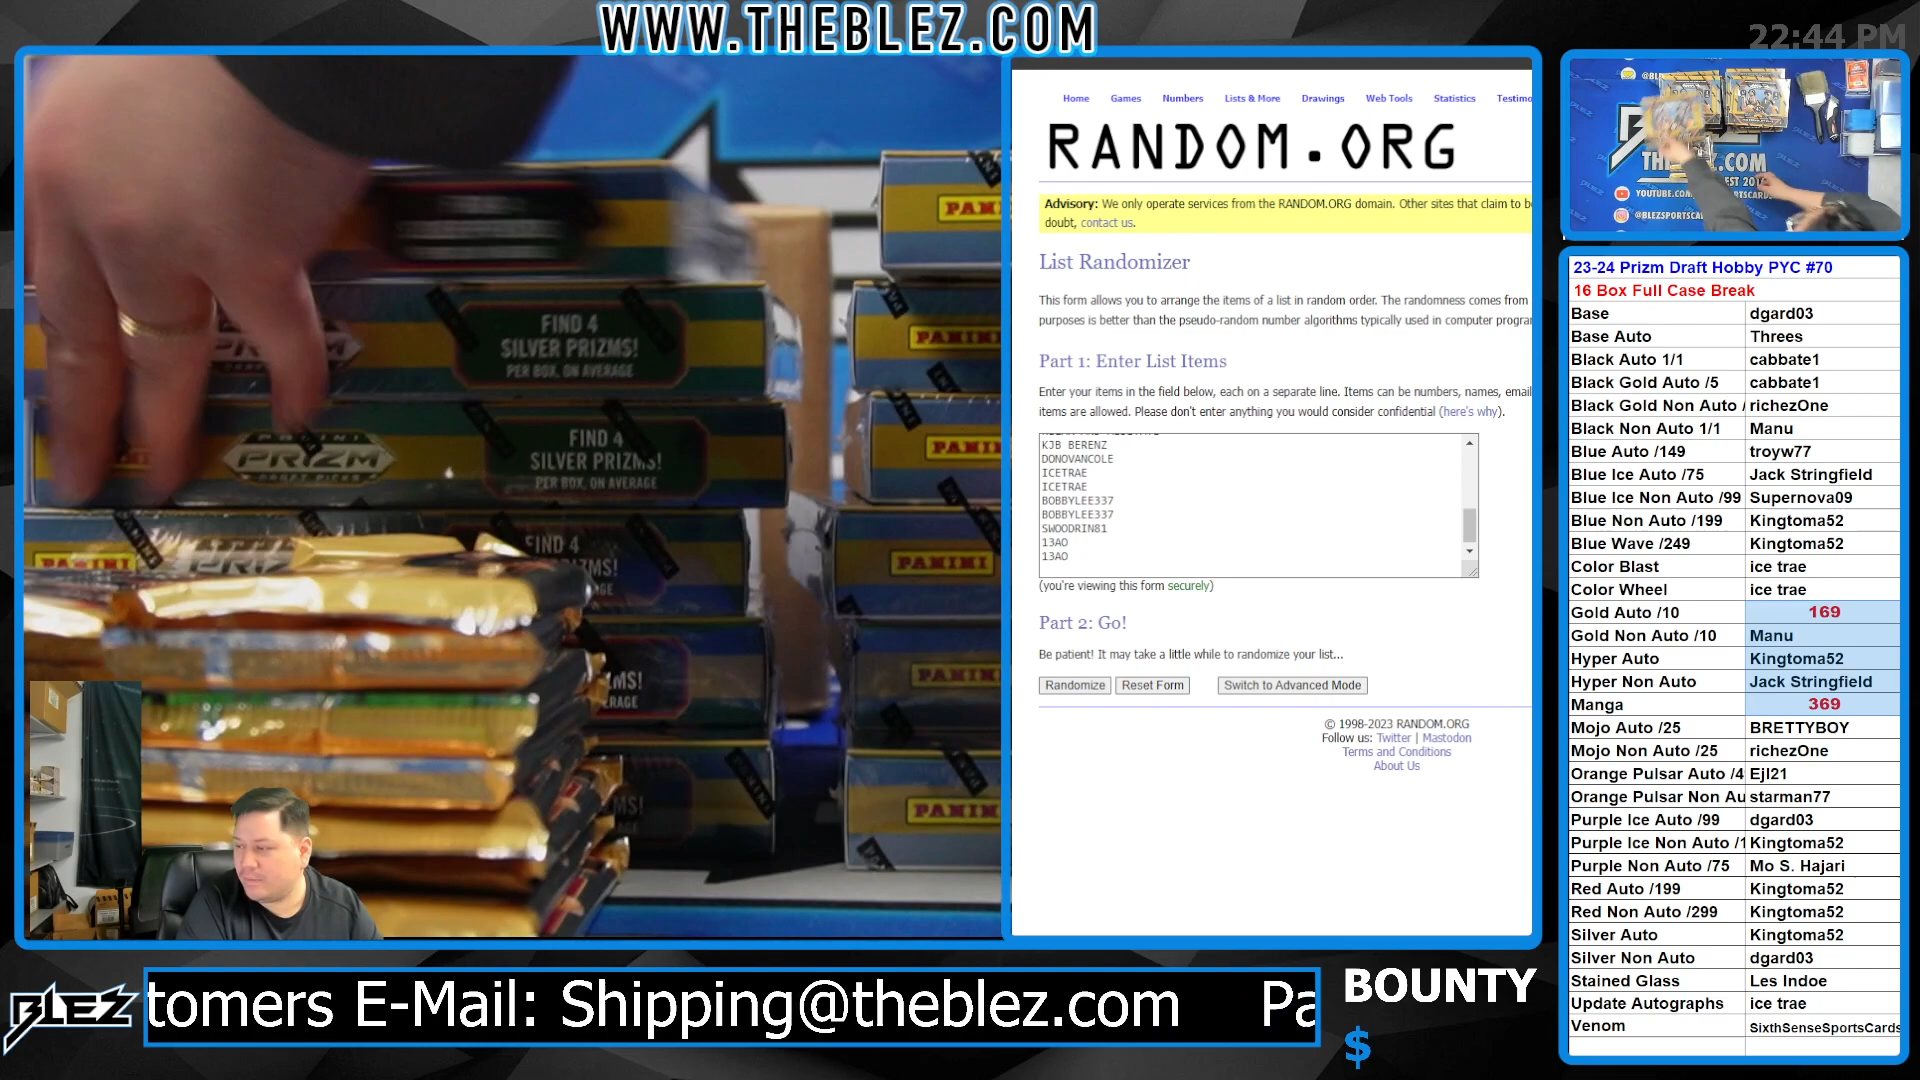 WWW.THEBLEZ.COM
22:44 PM
FIND 4
SILVER PRIZMS!
PER BOX, ON AVERAGE
PANINI
PRIZM
FIND 4
SILVER PRIZMS!
PER BOX, ON AVERAGE
FIND 4
PANINI
PANINI
Home Games Numbers Lists & More Drawings Web Tools Statistics Testimo
RANDOM.ORG
Advisory: We only operate services from the RANDOM.ORG domain. Other sites that claim to b
doubt, contact us.
List Randomizer
This form allows you to arrange the items of a list in random order. The randomness comes from
purposes is better than the pseudo-random number algorithms typically used in computer progra
Part 1: Enter List Items
Enter your items in the field below, each on a separate line. Items can be numbers, names, email
items are allowed. Please don't enter anything you would consider confidential (here's why).
KJB BERENZ
DONOVANCOLE
ICETRAE
ICETRAE
BOBBYLEE337
BOBBYLEE337
SWOODRIN81
13AO
13AO
(you're viewing this form securely)
Part 2: Go!
Be patient! It may take a little while to randomize your list...
Randomize Reset Form Switch to Advanced Mode
© 1998-2023 RANDOM.ORG
Follow us: Twitter | Mastodon
Terms and Conditions
About Us
23-24 Prizm Draft Hobby PYC #70
16 Box Full Case Break
Base dgard03
Base Auto Threes
Black Auto 1/1 cabbate1
Black Gold Auto /5 cabbate1
Black Gold Non Auto / richezOne
Black Non Auto 1/1 Manu
Blue Auto /149 troyw77
Blue Ice Auto /75 Jack Stringfield
Blue Ice Non Auto /99 Supernova09
Blue Non Auto /199 Kingtoma52
Blue Wave /249 Kingtoma52
Color Blast ice trae
Color Wheel ice trae
Gold Auto /10 169
Gold Non Auto /10 Manu
Hyper Auto Kingtoma52
Hyper Non Auto Jack Stringfield
Manga 369
Mojo Auto /25 BRETTYBOY
Mojo Non Auto /25 richezOne
Orange Pulsar Auto /4 Ejl21
Orange Pulsar Non Au starman77
Purple Ice Auto /99 dgard03
Purple Ice Non Auto /1 Kingtoma52
Purple Non Auto /75 Mo S. Hajari
Red Auto /199 Kingtoma52
Red Non Auto /299 Kingtoma52
Silver Auto Kingtoma52
Silver Non Auto dgard03
Stained Glass Les Indoe
Update Autographs ice trae
Venom SixthSenseSportsCards
BLEZ
tomers E-Mail: Shipping@theblez.com Pa
BOUNTY
$